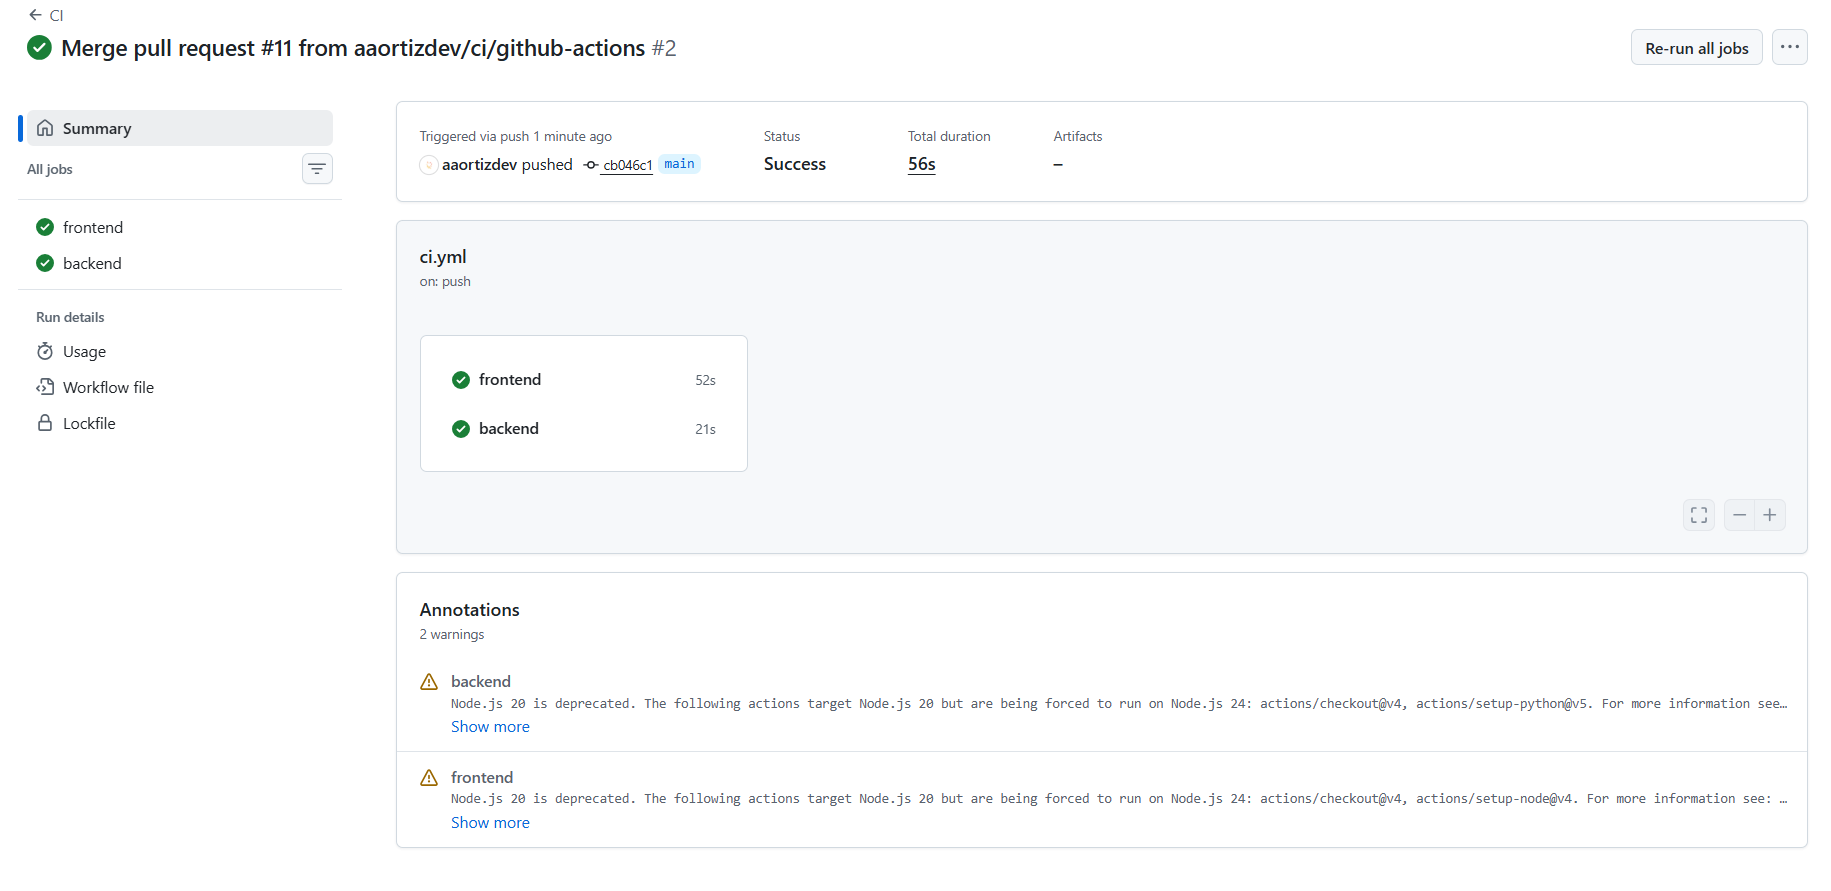 CI
Merge pull request #11 from aaortizdev/ci/github-actions #2
Re-run all jobs
Summary
All jobs
frontend
backend
Run details
Usage
Workflow file
Lockfile
Triggered via push 1 minute ago
aaortizdev pushed cb046c1 main
Status
Success
Total duration
56s
Artifacts
–
ci.yml
on: push
frontend 52s
backend 21s
Annotations
2 warnings
backend
Node.js 20 is deprecated. The following actions target Node.js 20 but are being forced to run on Node.js 24: actions/checkout@v4, actions/setup-python@v5. For more information see…
Show more
frontend
Node.js 20 is deprecated. The following actions target Node.js 20 but are being forced to run on Node.js 24: actions/checkout@v4, actions/setup-node@v4. For more information see: …
Show more